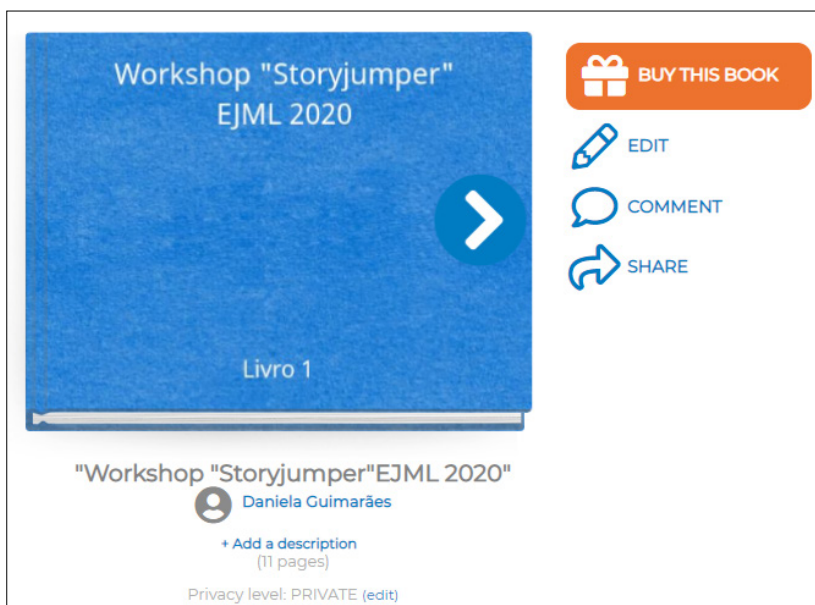 Workshop "Storyjumper"
EJML 2020
Livro 1
BUY THIS BOOK
EDIT
COMMENT
SHARE
"Workshop "Storyjumper"EJML 2020"
Daniela Guimarães
+ Add a description
(11 pages)
Privacy level: PRIVATE (edit)